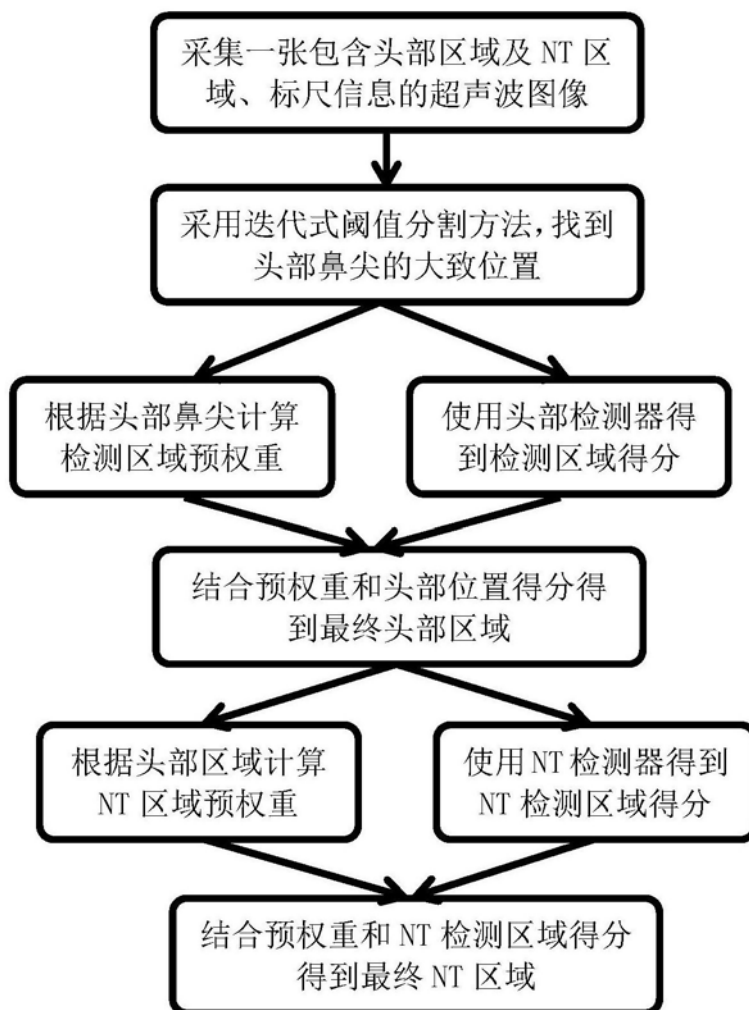 采集一张包含头部区域及 NT 区
域、标尺信息的超声波图像
采用迭代式阈值分割方法，找到
头部鼻尖的大致位置
根据头部鼻尖计算
检测区域预权重
使用头部检测器得
到检测区域得分
结合预权重和头部位置得分得
到最终头部区域
根据头部区域计算
NT 区域预权重
使用 NT 检测器得到
NT 检测区域得分
结合预权重和 NT 检测区域得分
得到最终 NT 区域